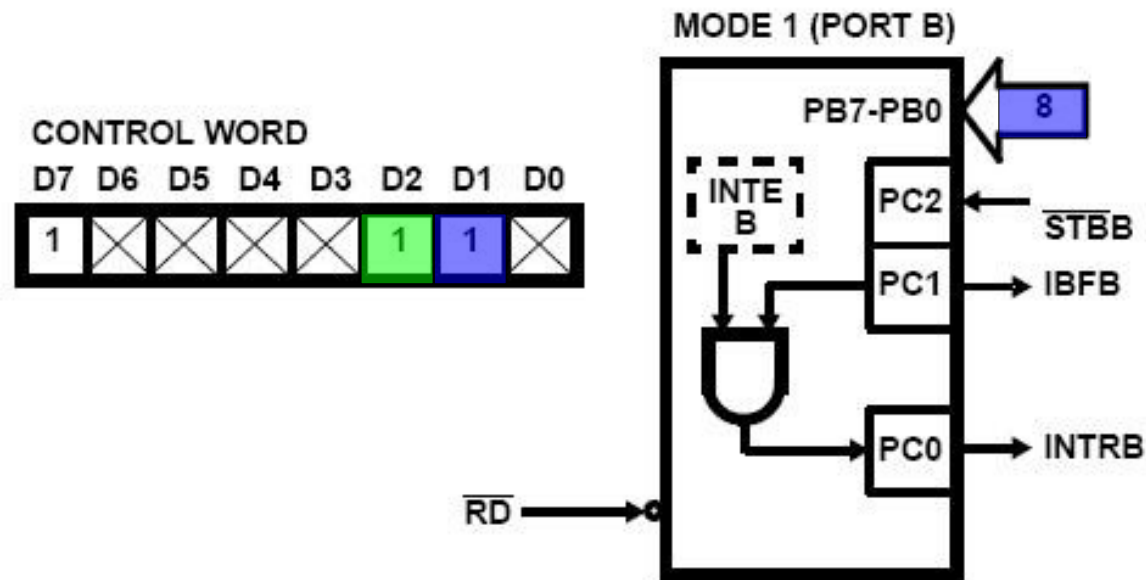 MODE 1 (PORT B)
CONTROL WORD
D7 D6 D5 D4 D3 D2 D1 D0
1 1 1
PB7-PB0 8
INTE
B
PC2
STBB
PC1 IBFB
PC0 INTRB
RD